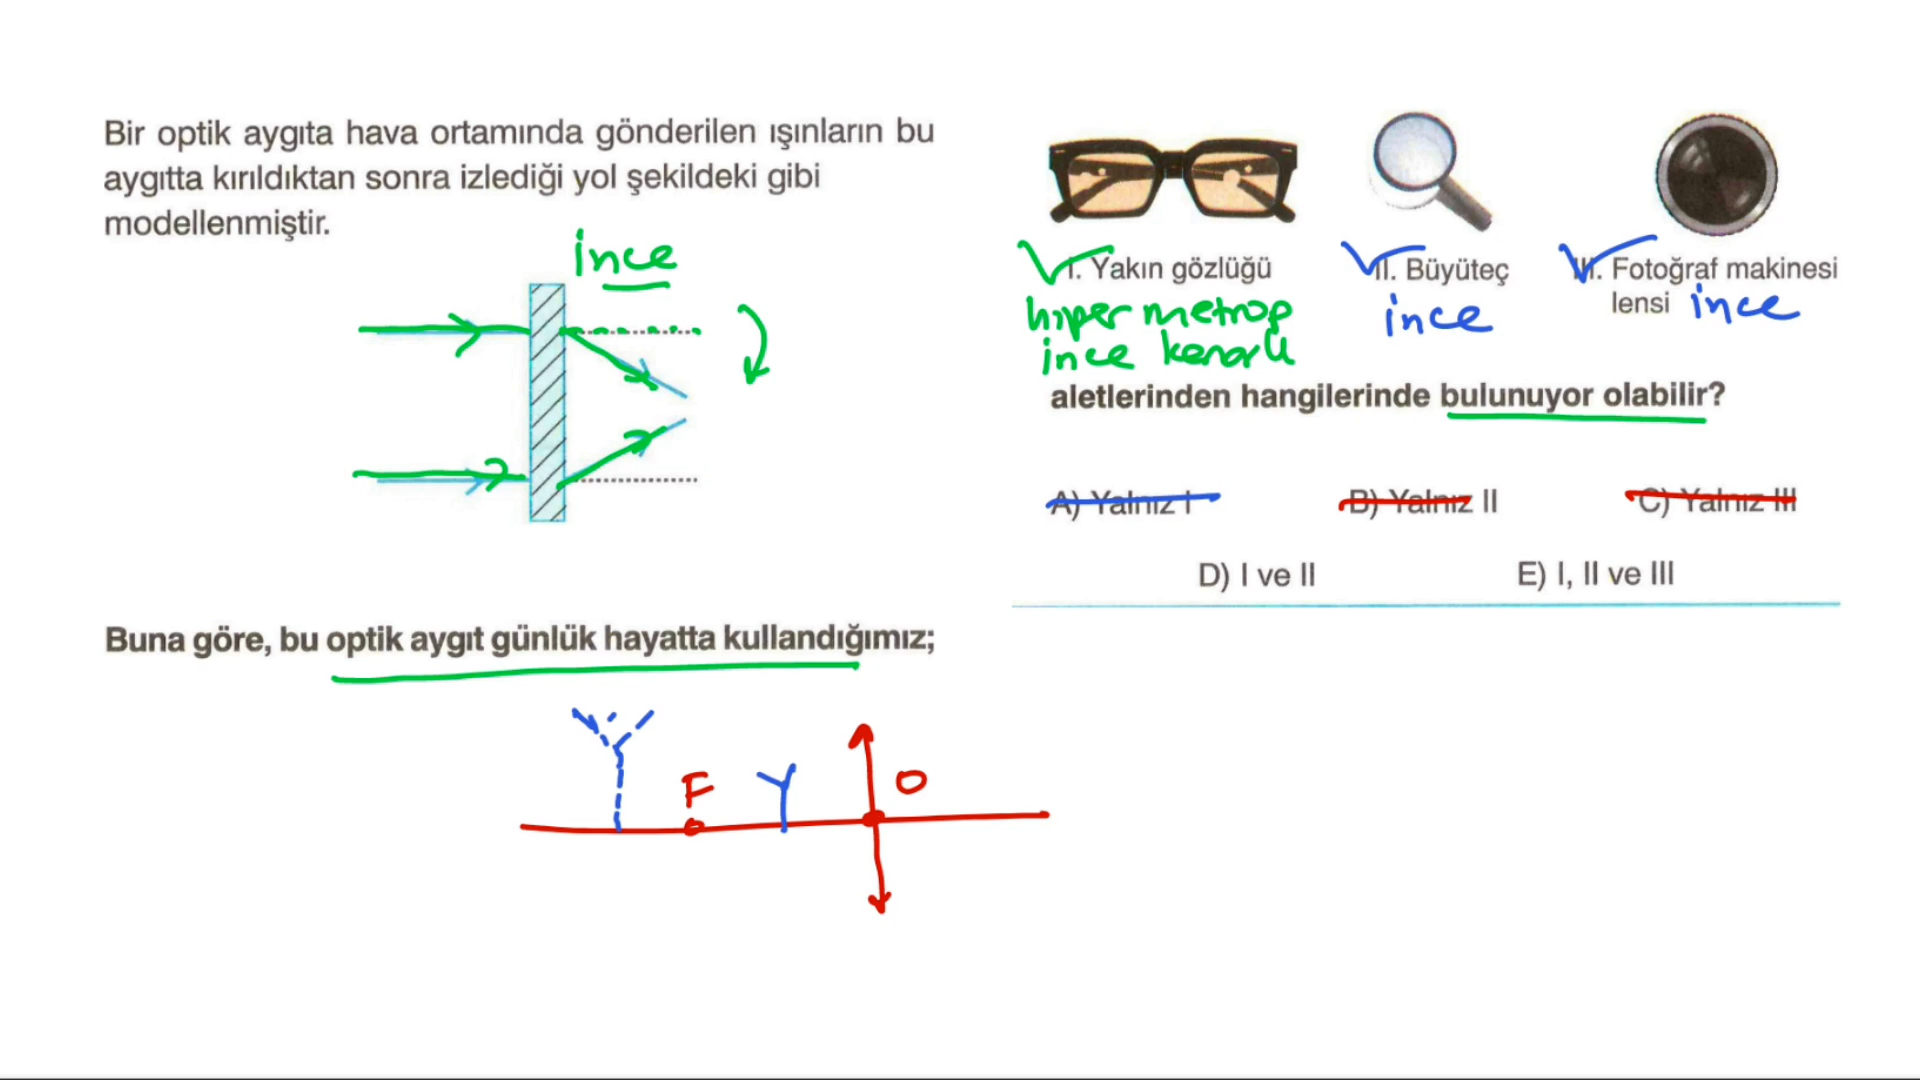 Bir optik aygıta hava ortamında gönderilen ışınların bu
aygıtta kırıldıktan sonra izlediği yol şekildeki gibi
modellenmiştir.
ince
Buna göre, bu optik aygıt günlük hayatta kullandığımız;
F
O
I. Yakın gözlüğü
hipermetrop
ince kenarlı
II. Büyüteç
ince
III. Fotoğraf makinesi
lensi ince
aletlerinden hangilerinde bulunuyor olabilir?
A) Yalnız I
B) Yalnız II
C) Yalnız III
D) I ve II
E) I, II ve III